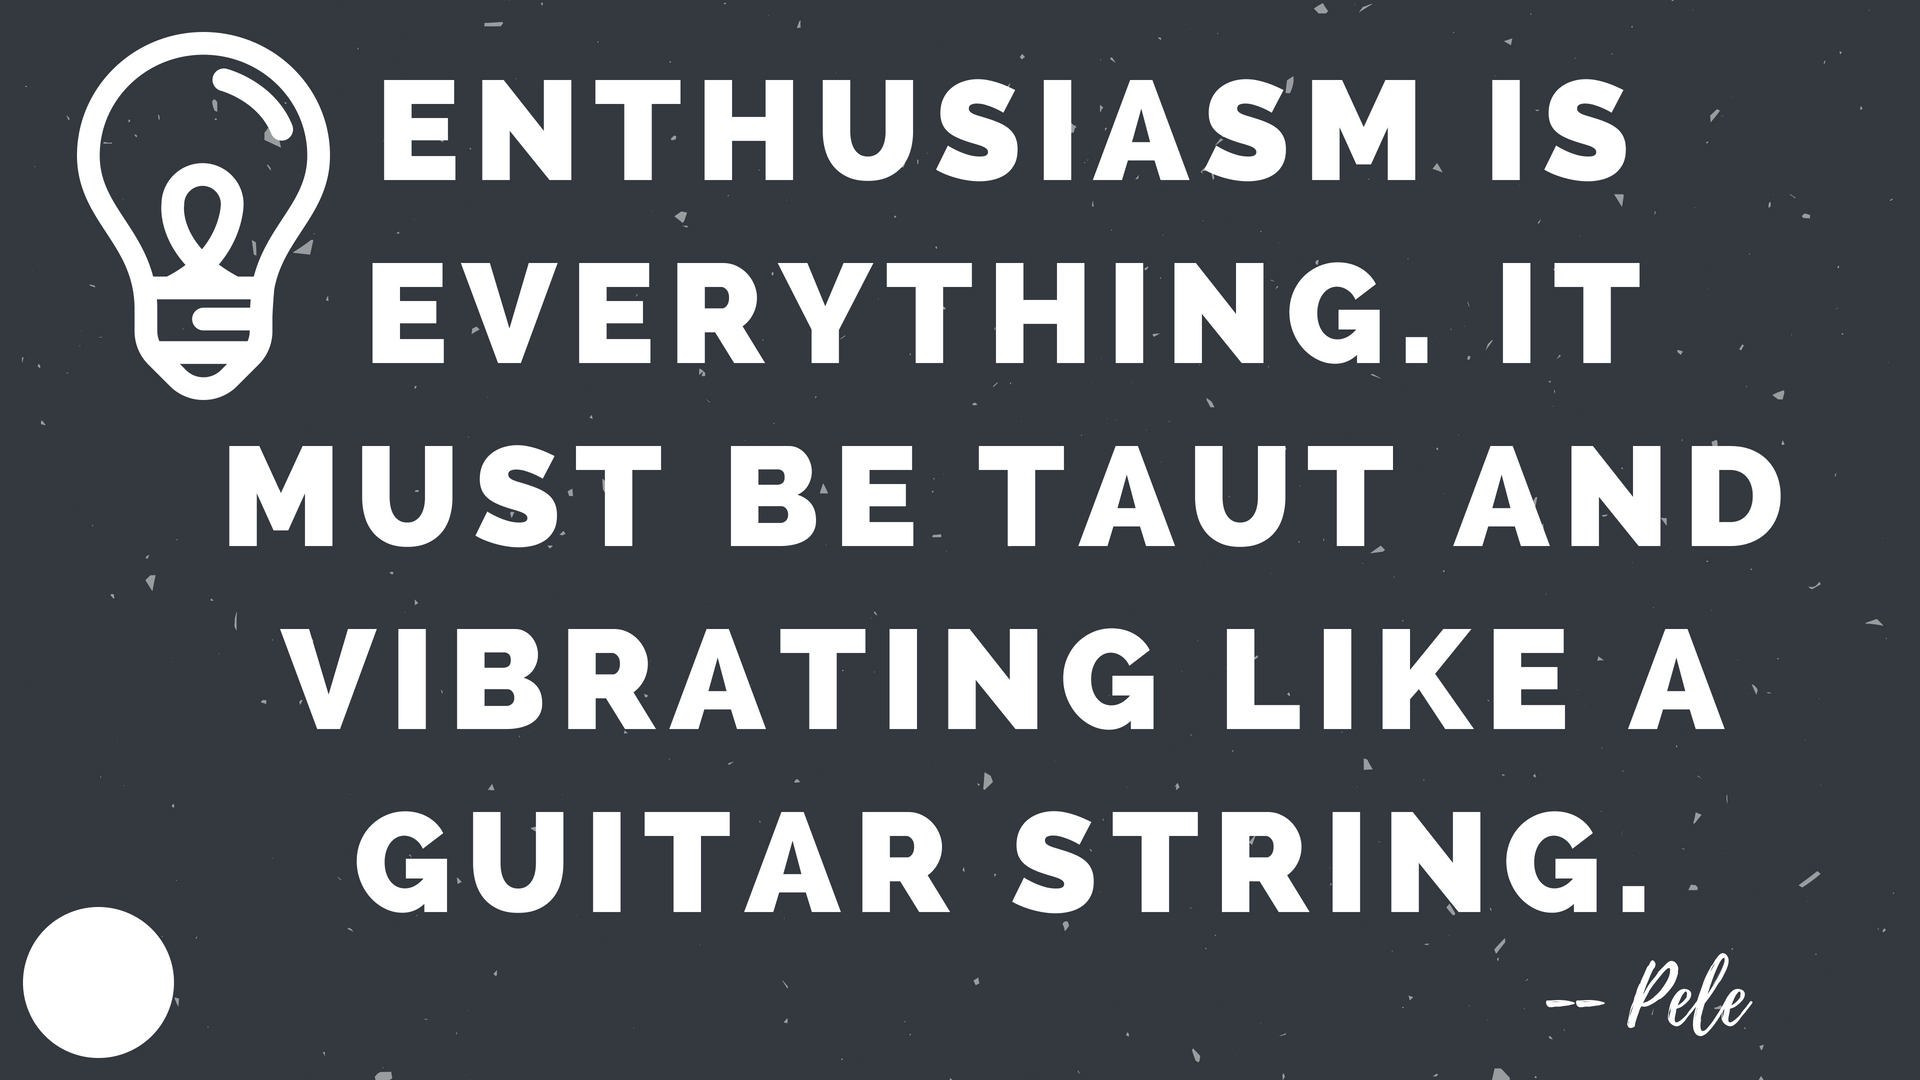 ENTHUSIASM IS
EVERYTHING. IT
MUST BE TAUT AND
VIBRATING LIKE A
GUITAR STRING.
-- Pele